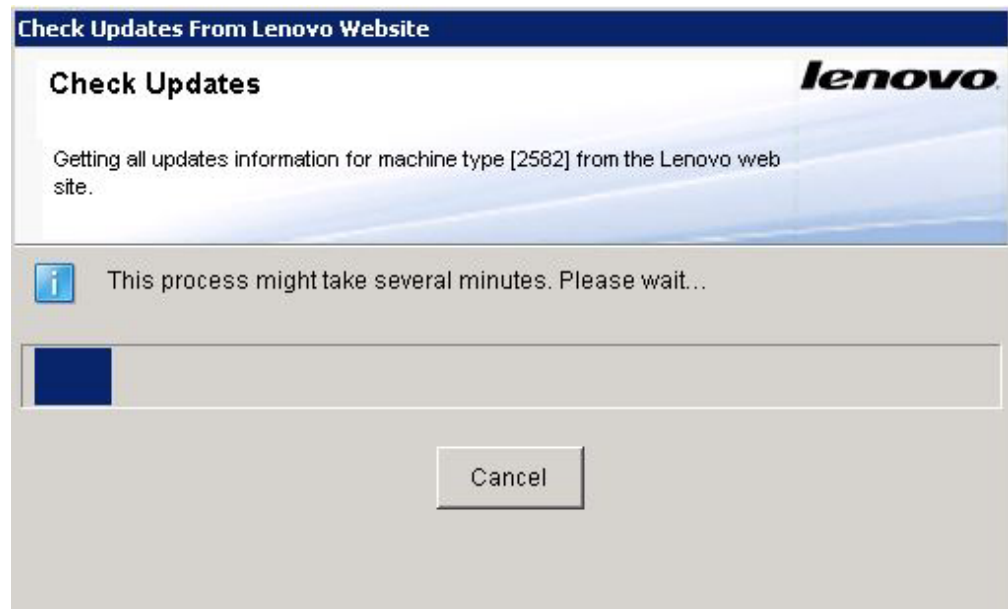 Check Updates From Lenovo Website
Check Updates
lenovo
Getting all updates information for machine type [2582] from the Lenovo web
site.
i
This process might take several minutes. Please wait...
Cancel